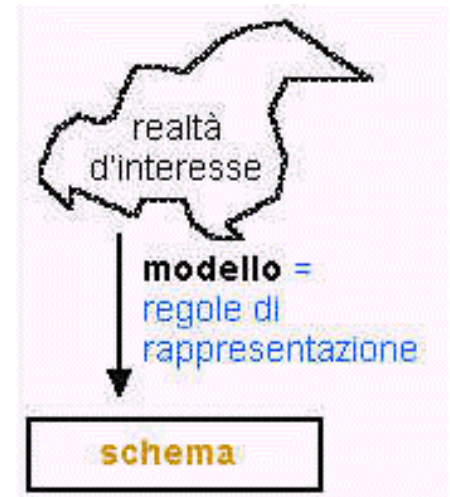 realtà
d'interesse
modello =
regole di
rappresentazione
schema